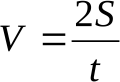 V = 2S/t